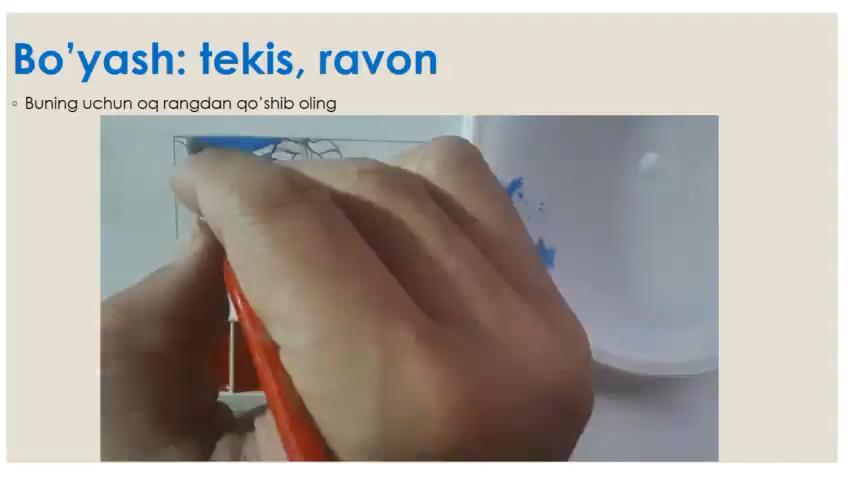 Bo’yash: tekis, ravon
Buning uchun oq rangdan qo’shib oling